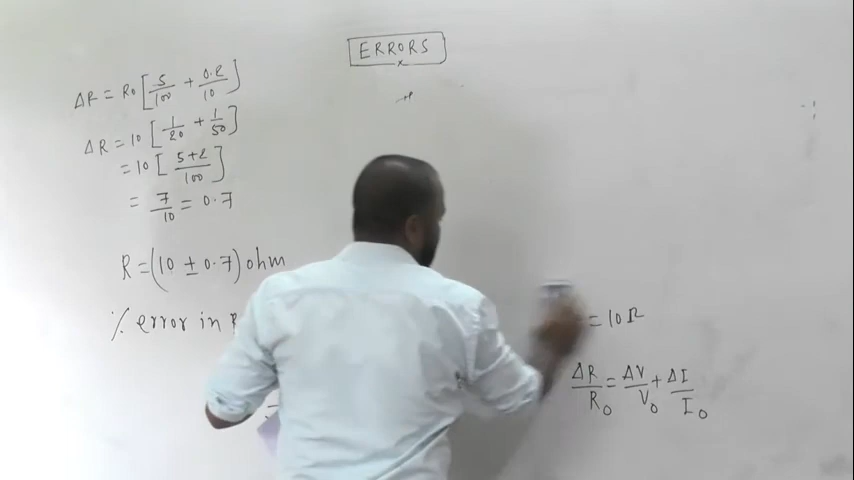 ERRORS
ΔR = R0 [ 5/100 + 0.2/10 ]
ΔR = 10 [ 1/20 + 1/50 ]
= 10 [ 5+2/100 ]
= 7/10 = 0.7
R = (10 ± 0.7) ohm
% error in R
= 10 Ω
ΔR/R₀ = ΔV/V₀ + ΔI/I₀